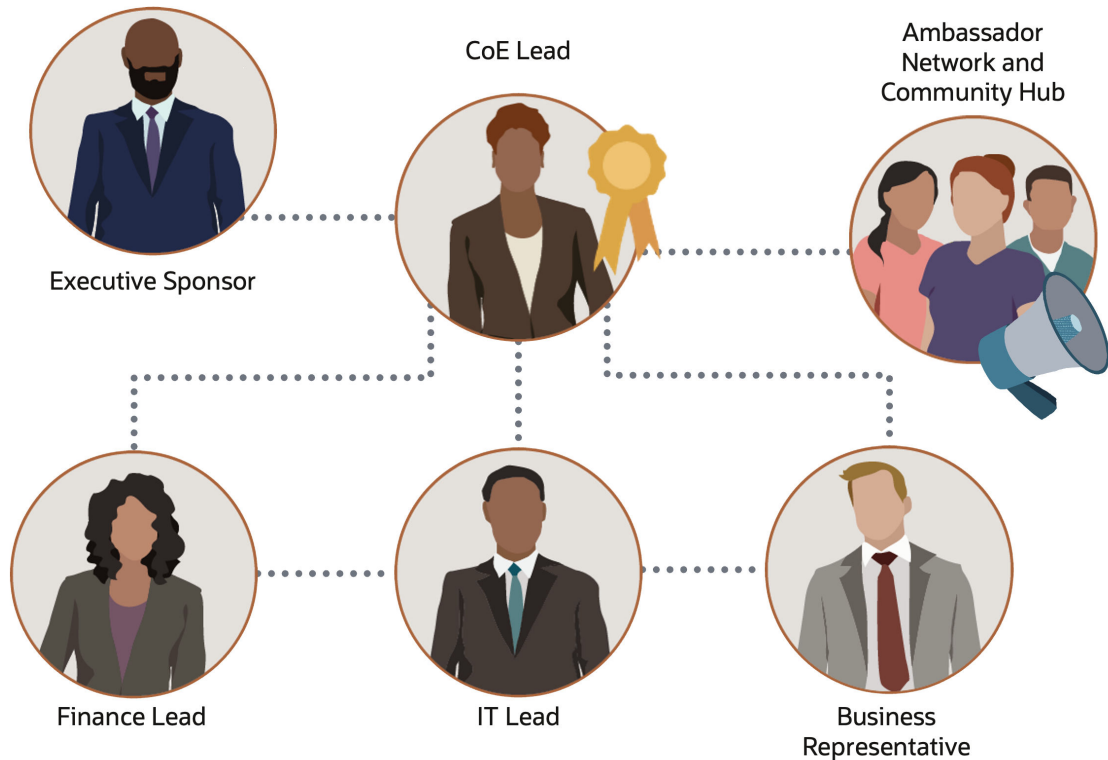 CoE Lead
Ambassador
Network and
Community Hub
Executive Sponsor
Finance Lead
IT Lead
Business
Representative